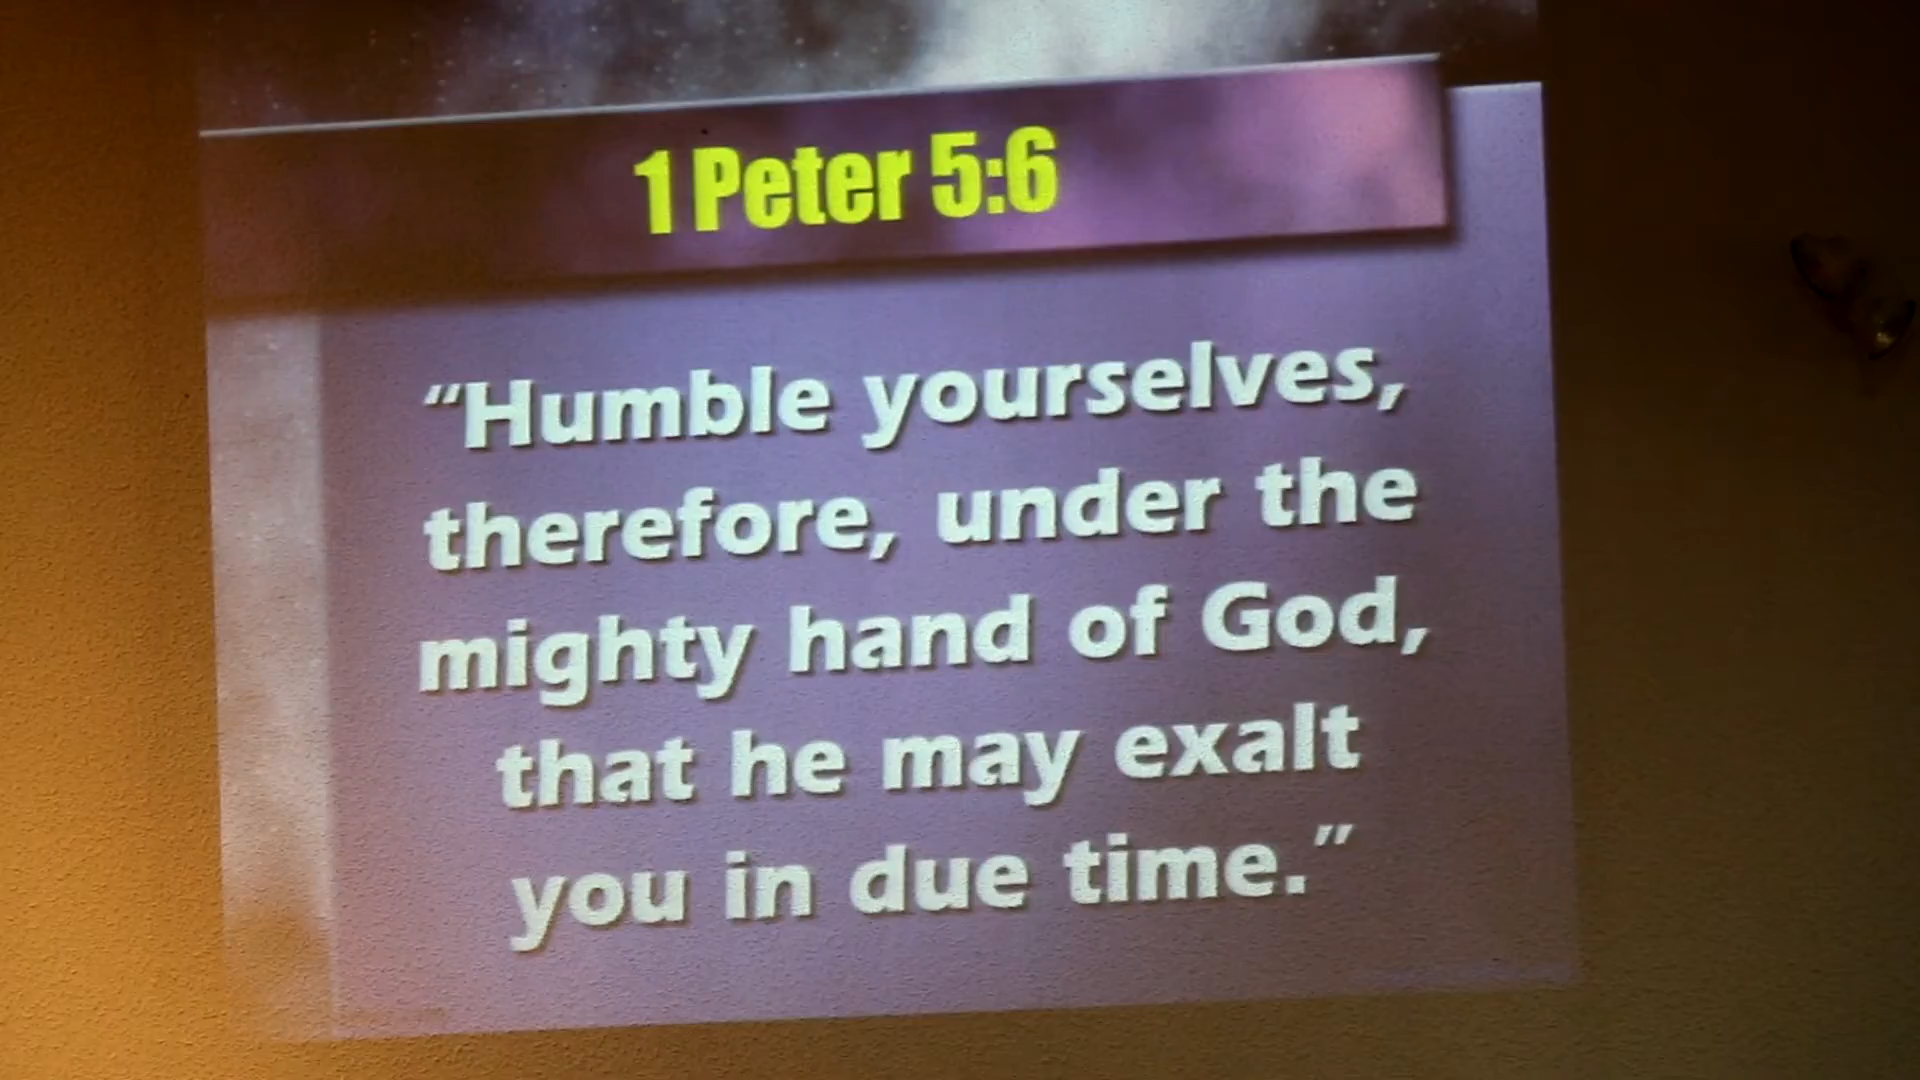 1 Peter 5:6
“Humble yourselves,
therefore, under the
mighty hand of God,
that he may exalt
you in due time.”